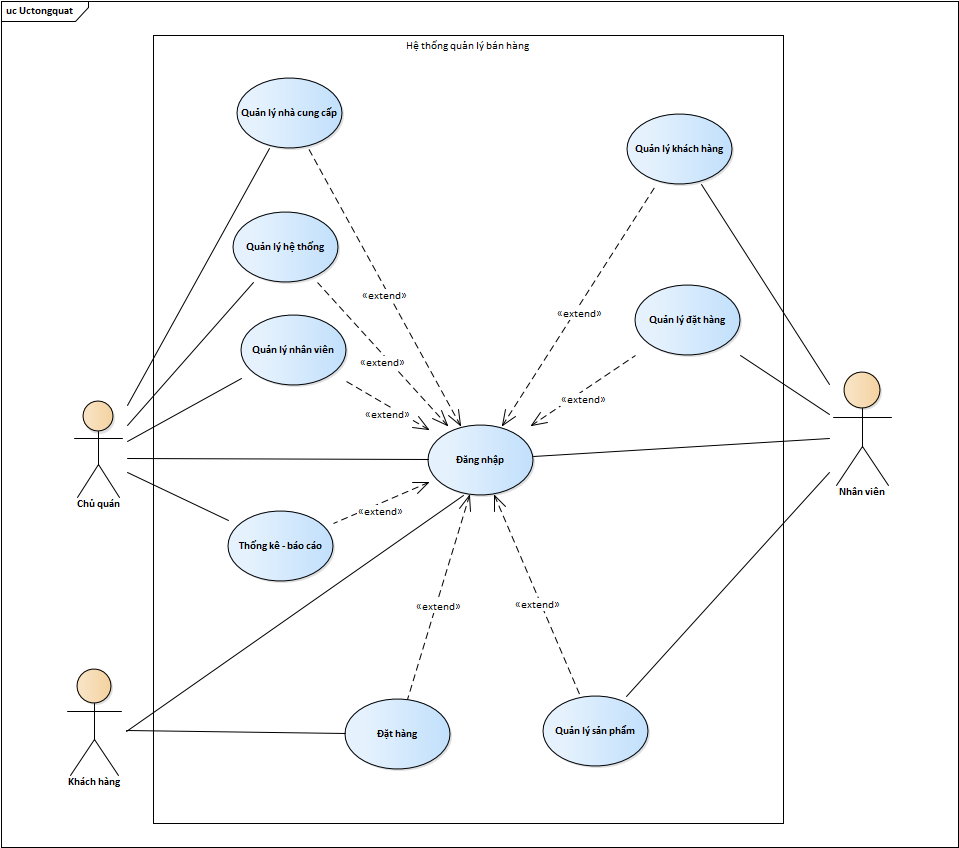 uc Uctongquat
Hệ thống quản lý bán hàng
Quản lý nhà cung cấp
Quản lý khách hàng
Quản lý hệ thống
«extend»
«extend»
Quản lý đặt hàng
Quản lý nhân viên
«extend»
«extend»
«extend»
Đăng nhập
Chủ quán
Nhân viên
«extend»
Thống kê - báo cáo
«extend»
«extend»
Đặt hàng
Quản lý sản phẩm
Khách hàng